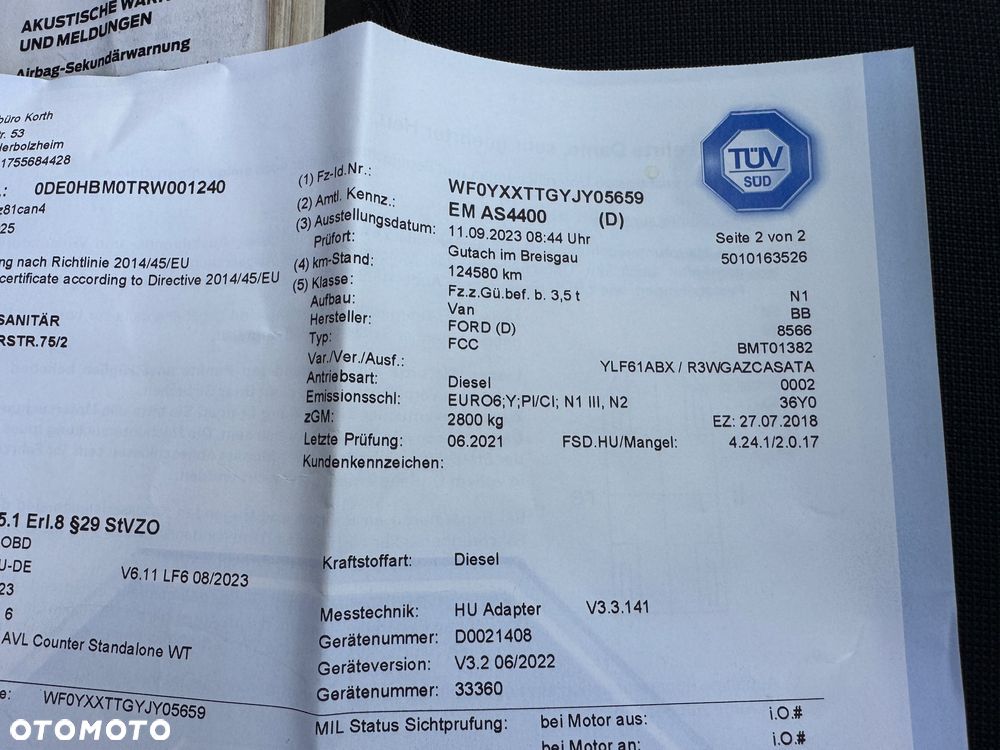 AKUSTISCHE
UND MELDUNGEN
Airbag-Sekundärwarnung
büro Korth
tr. 53
derbolzheim
1755684428
0DE0HBM0TRW001240
z81can4
25
ng nach Richtlinie 2014/45/EU
certificate according to Directive 2014/45/EU
SANITÄR
RSTR.75/2
TÜV
SÜD
Seite 2 von 2
5010163526
(1) Fz-Id.Nr.: WF0YXXTTGYJY05659
(2) Amtl. Kennz.: EM AS4400 (D)
(3) Ausstellungsdatum: 11.09.2023 08:44 Uhr
Prüfort: Gutach im Breisgau
(4) km-Stand: 124580 km
(5) Klasse: Fz.z.Gü.bef. b. 3,5 t N1
Aufbau: Van BB
Hersteller: FORD (D) 8566
Typ: FCC BMT01382
Var./Ver./Ausf.: YLF61ABX / R3WGAZCASATA
Antriebsart: Diesel 0002
Emissionsschl: EURO6;Y;PI/CI; N1 III, N2 36Y0
zGM: 2800 kg EZ: 27.07.2018
Letzte Prüfung: 06.2021 FSD.HU/Mangel: 4.24.1/2.0.17
Kundenkennzeichen:
5.1 Erl.8 §29 StVZO
OBD
U-DE V6.11 LF6 08/2023
23
6
AVL Counter Standalone WT
e: WF0YXXTTGYJY05659
Kraftstoffart: Diesel
Messtechnik: HU Adapter V3.3.141
Gerätenummer: D0021408
Geräteversion: V3.2 06/2022
Gerätenummer: 33360
MIL Status Sichtprüfung: bei Motor aus: i.O.#
bei Motor an: i.O.#
OTOMOTO